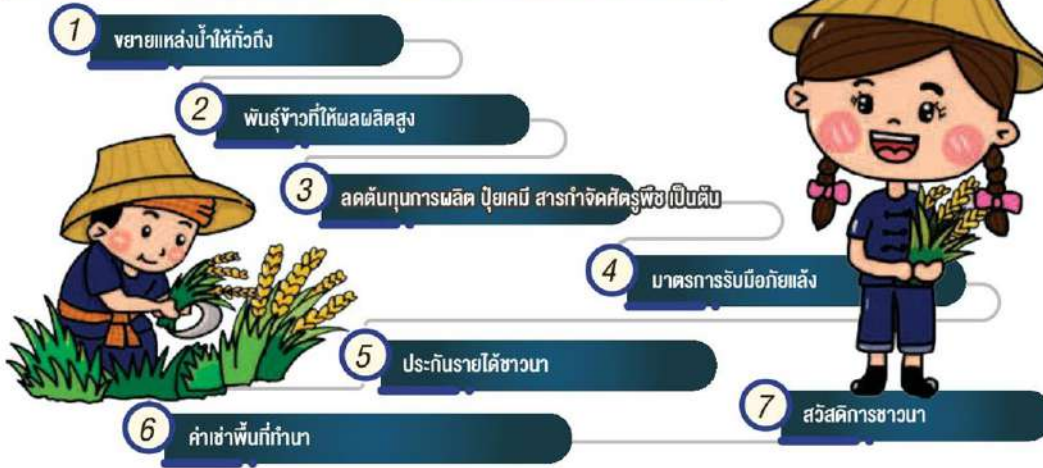 1
ขยายแหล่งน้ำให้ทั่วถึง
2
พันธุ์ข้าวที่ให้ผลผลิตสูง
3
ลดต้นทุนการผลิต ปุ๋ยเคมี สารกำจัดศัตรูพืช เป็นต้น
4
มาตรการรับมือภัยแล้ง
5
ประกันรายได้ชาวนา
6
ค่าเช่าพื้นที่ทำนา
7
สวัสดิการชาวนา